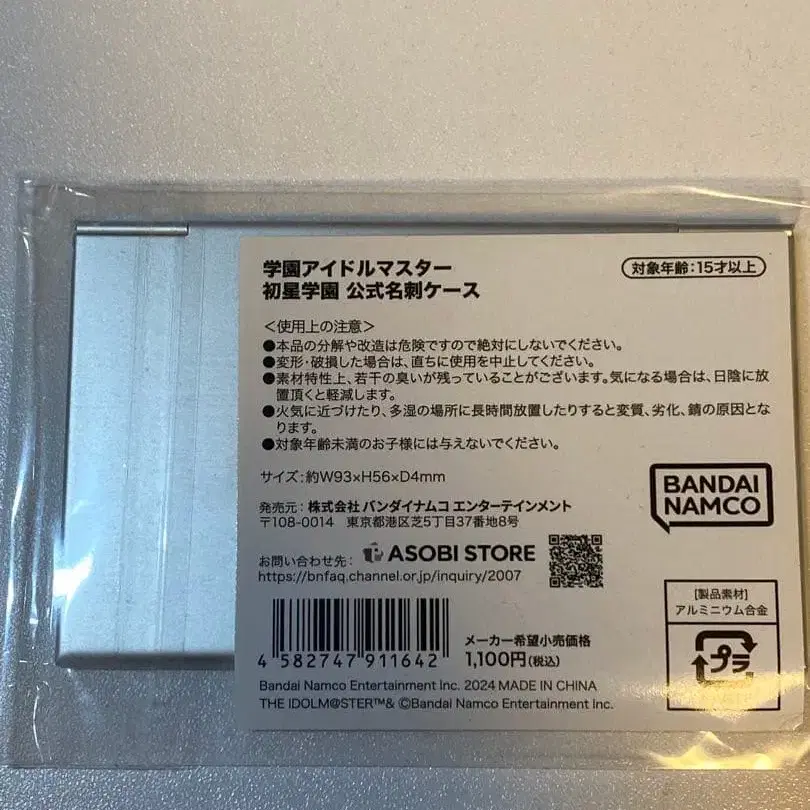 学園アイドルマスター
初星学園 公式名刺ケース
対象年齢:15才以上
＜使用上の注意＞
●本品の分解や改造は危険ですので絶対にしないでください。
●変形・破損した場合は、直ちに使用を中止してください。
●素材特性上、若干の臭いが残っていることがございます。気になる場合は、日陰に放
置頂くと軽減します。
●火気に近づけたり、多湿の場所に長時間放置したりすると変質、劣化、錆の原因とな
ります。
●対象年齢未満のお子様には与えないでください。
サイズ:約W93×H56×D4mm
発売元:株式会社 バンダイナムコ エンターテインメント
〒108-0014 東京都港区芝5丁目37番地8号
BANDAI
NAMCO
お問い合わせ先: ASOBI STORE
https://bnfaq.channel.or.jp/inquiry/2007
[製品素材]
アルミニウム合金
プラ
4 582747 911642
メーカー希望小売価格
1,100円(税込)
Bandai Namco Entertainment Inc. 2024 MADE IN CHINA
THE IDOLM@STER™& ©Bandai Namco Entertainment Inc.